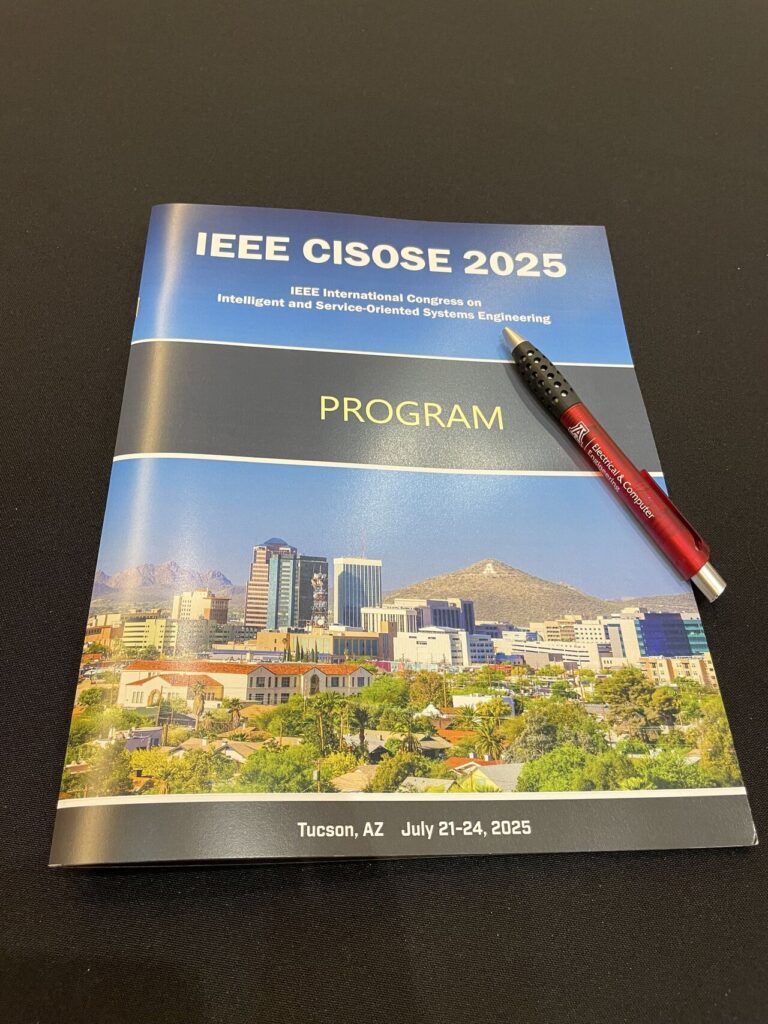 IEEE CISOSE 2025
IEEE International Congress on
Intelligent and Service-Oriented Systems Engineering
PROGRAM
A
Electrical & Computer
Engineering
Tucson, AZ July 21-24, 2025